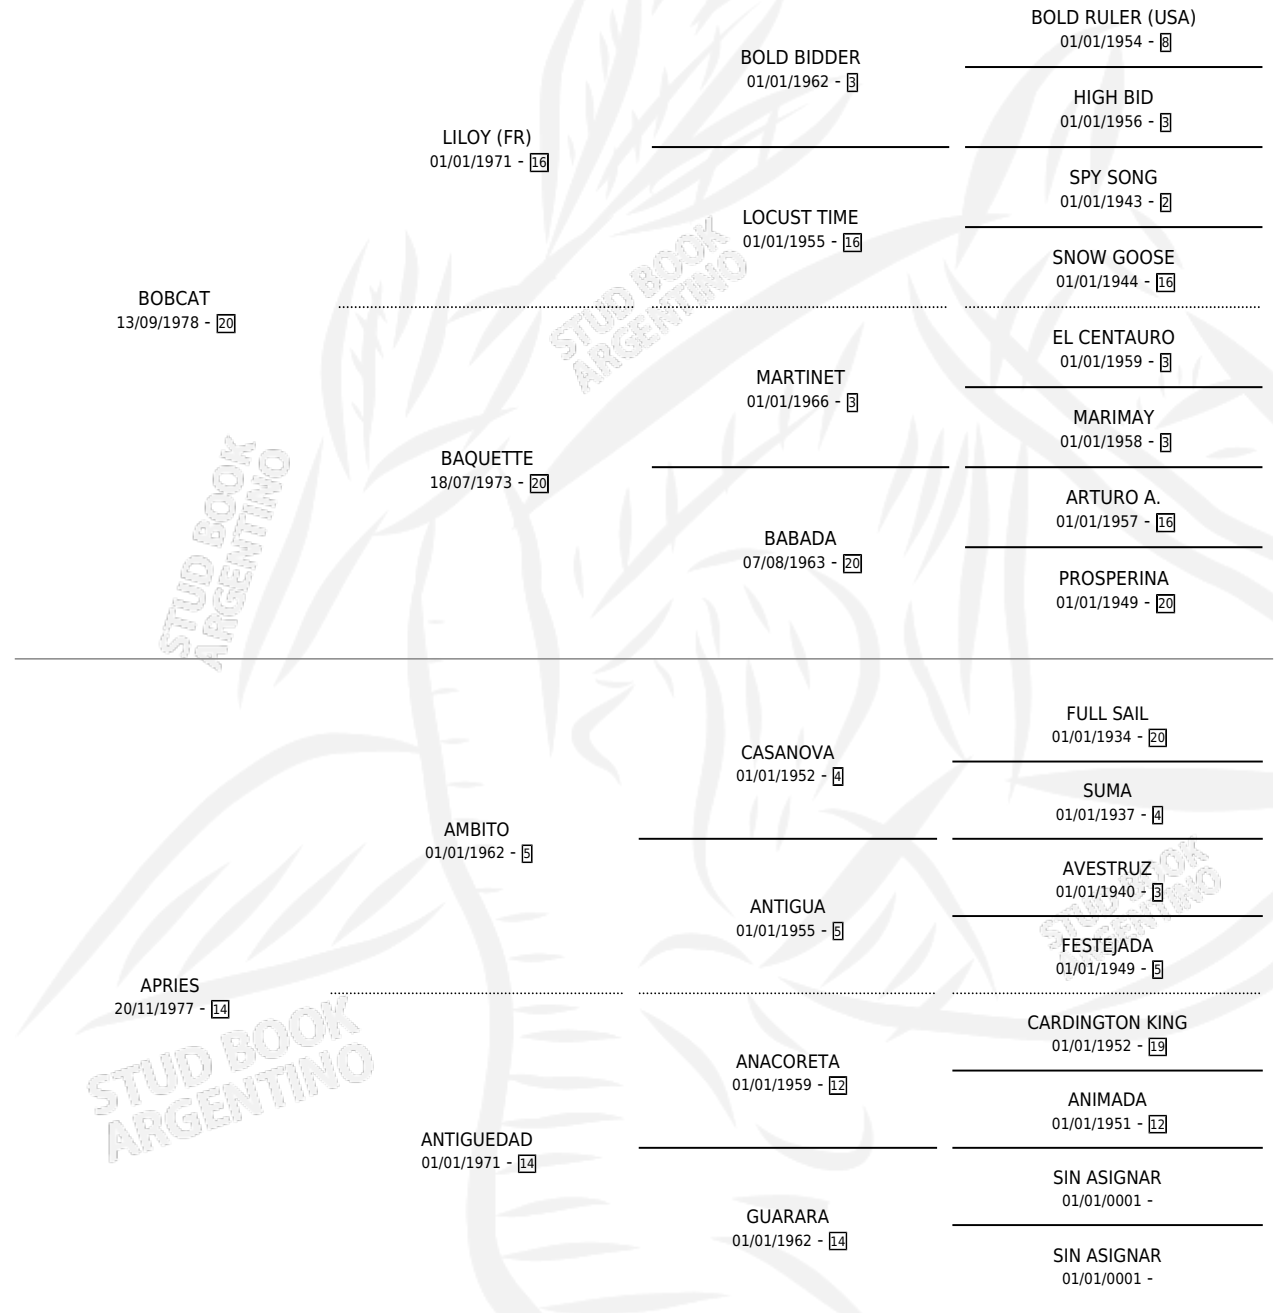 BOLD RULER (USA)
01/01/1954 - 8
BOLD BIDDER
01/01/1962 - 3
HIGH BID
01/01/1956 - 3
LILOY (FR)
01/01/1971 - 16
SPY SONG
01/01/1943 - 2
LOCUST TIME
01/01/1955 - 16
SNOW GOOSE
01/01/1944 - 16
BOBCAT
13/09/1978 - 20
EL CENTAURO
01/01/1959 - 3
MARTINET
01/01/1966 - 3
MARIMAY
01/01/1958 - 3
BAQUETTE
18/07/1973 - 20
ARTURO A.
01/01/1957 - 16
BABADA
07/08/1963 - 20
PROSPERINA
01/01/1949 - 20
FULL SAIL
01/01/1934 - 20
CASANOVA
01/01/1952 - 4
SUMA
01/01/1937 - 4
AMBITO
01/01/1962 - 5
AVESTRUZ
01/01/1940 - 3
ANTIGUA
01/01/1955 - 5
FESTEJADA
01/01/1949 - 5
APRIES
20/11/1977 - 14
CARDINGTON KING
01/01/1952 - 19
ANACORETA
01/01/1959 - 12
ANIMADA
01/01/1951 - 12
ANTIGUEDAD
01/01/1971 - 14
SIN ASIGNAR
01/01/0001 -
GUARARA
01/01/1962 - 14
SIN ASIGNAR
01/01/0001 -
STUD BOOK
ARGENTINO
STUD BOOK
ARGENTINO
STUD BOOK
ARGENTINO
STUD BOOK
ARGENTINO